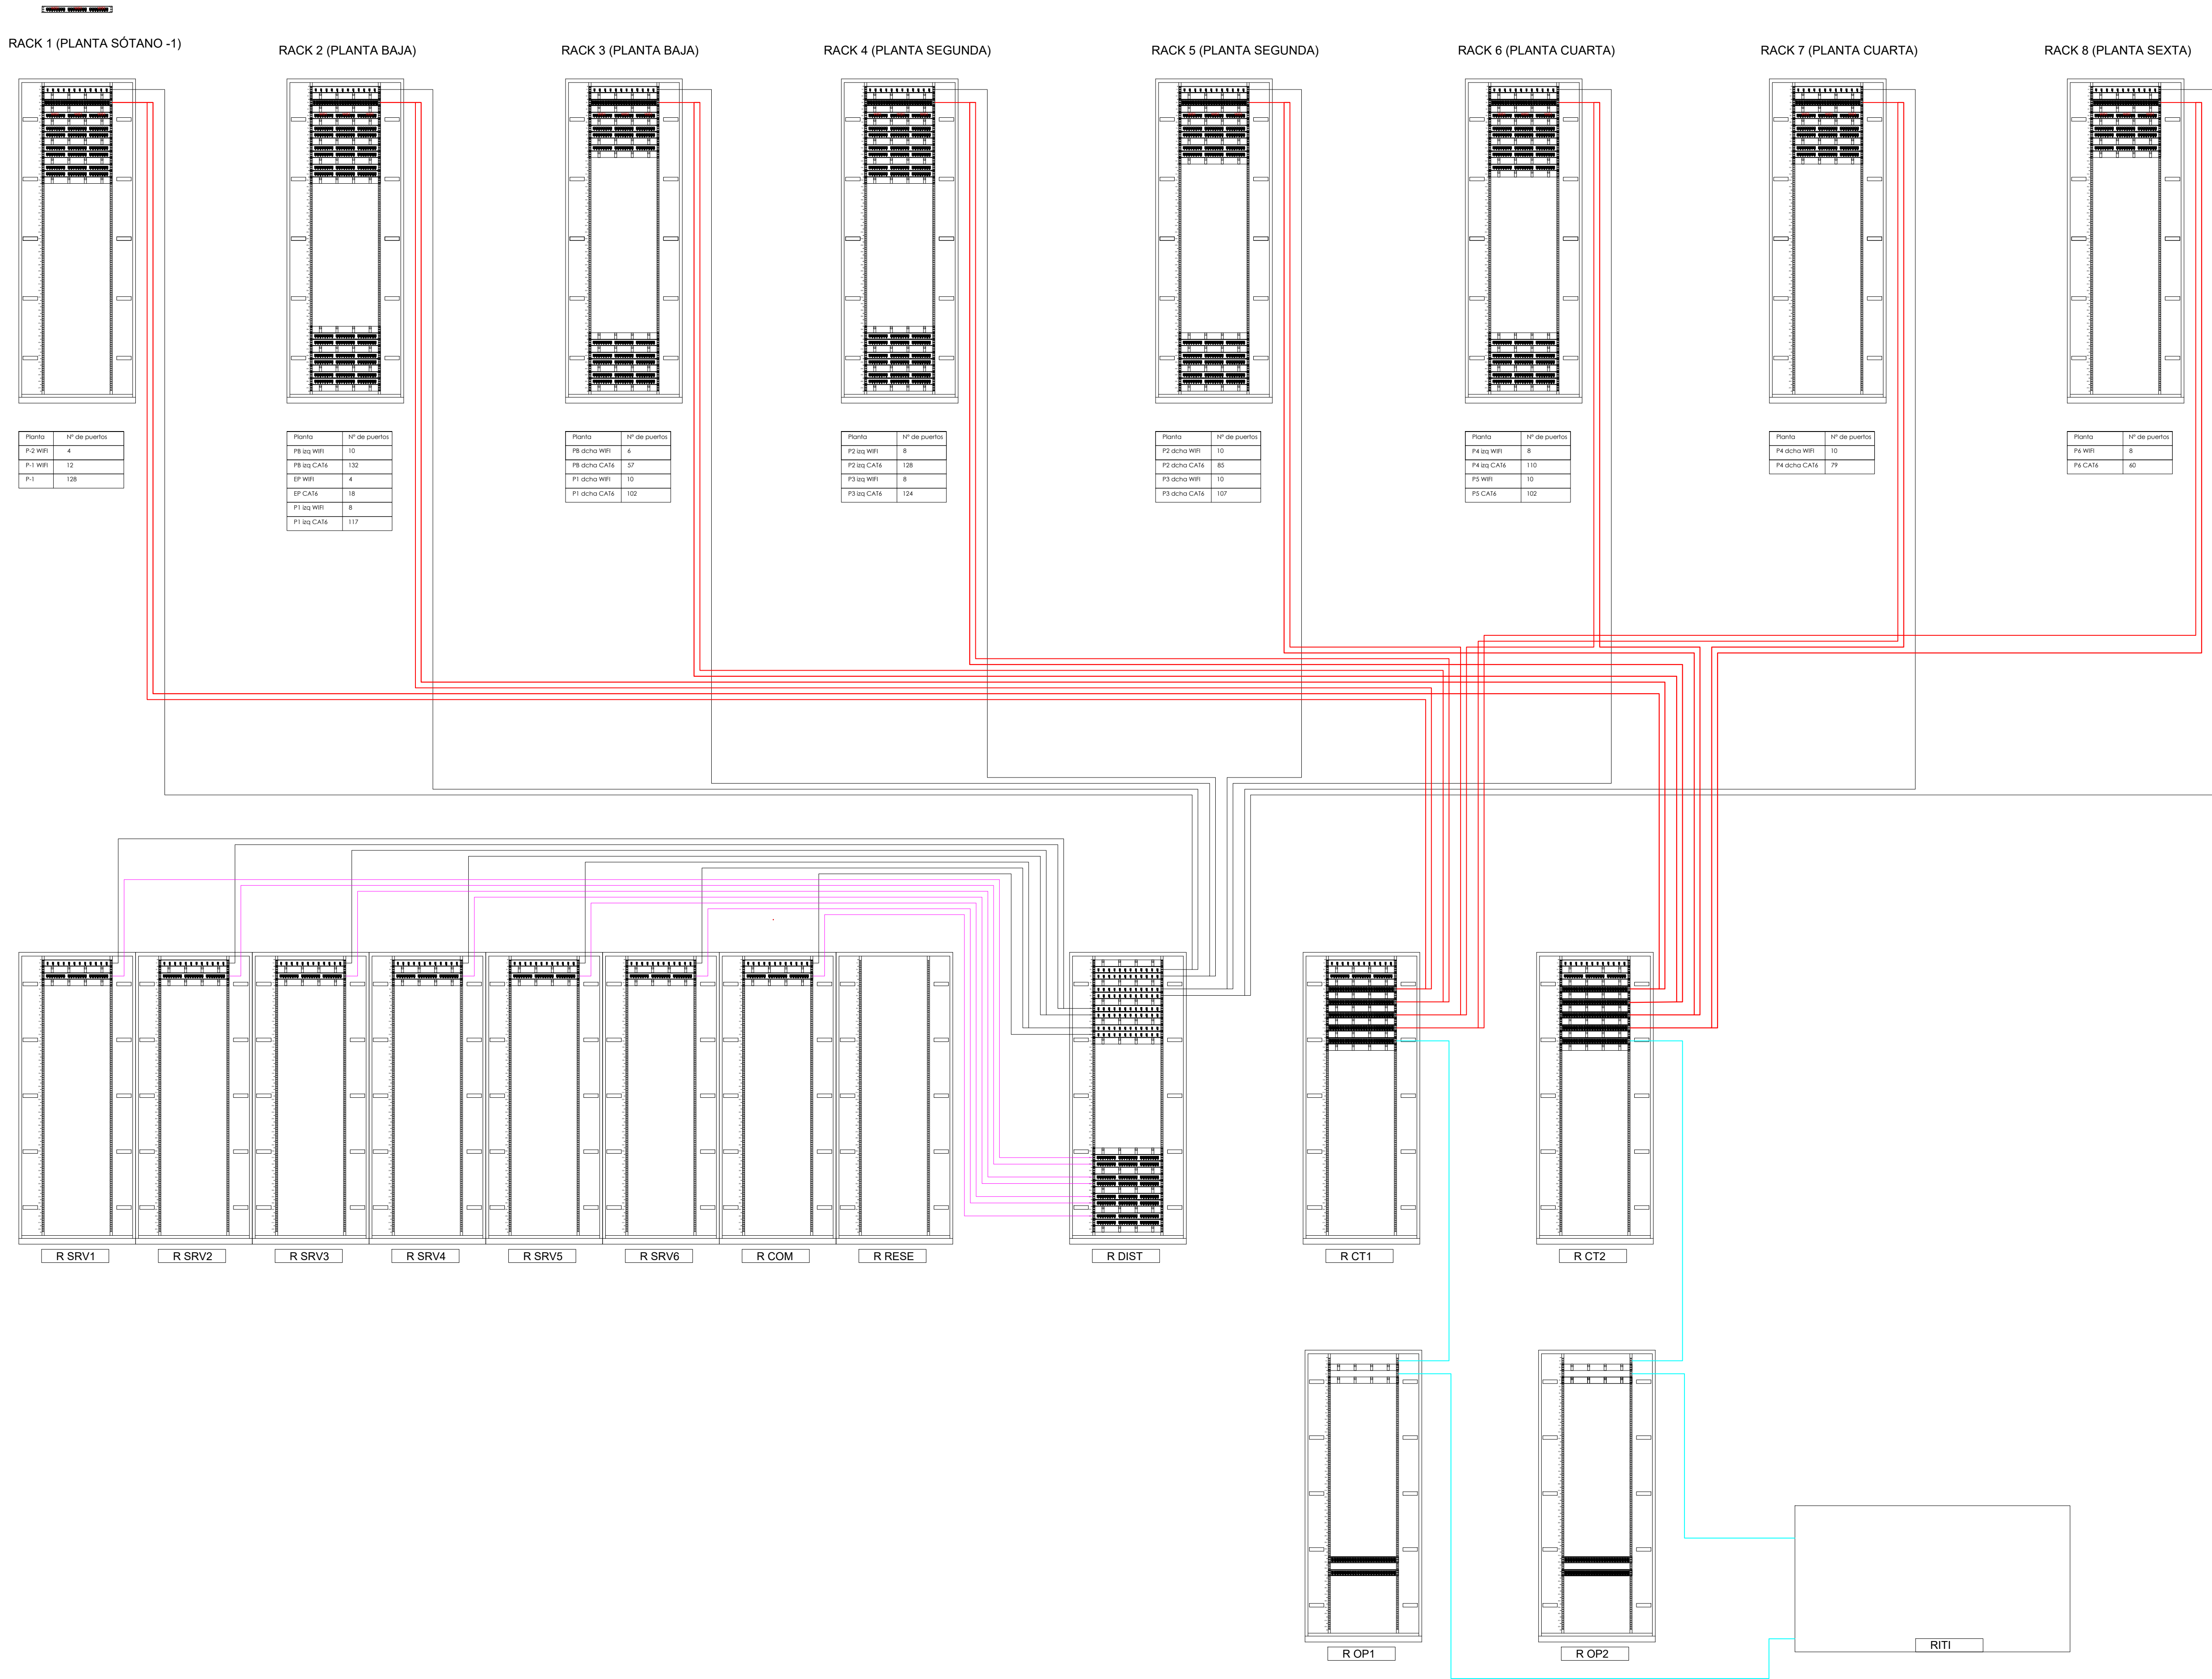 RACK 1 (PLANTA SÓTANO -1)
RACK 2 (PLANTA BAJA)
RACK 3 (PLANTA BAJA)
RACK 4 (PLANTA SEGUNDA)
RACK 5 (PLANTA SEGUNDA)
RACK 6 (PLANTA CUARTA)
RACK 7 (PLANTA CUARTA)
RACK 8 (PLANTA SEXTA)
Planta Nº de puertos
P-2 WIFI 4
P-1 WIFI 12
P-1 128
Planta Nº de puertos
PB izq WIFI 10
PB izq CAT6 132
EP WIFI 4
EP CAT6 18
P1 izq WIFI 8
P1 izq CAT6 117
Planta Nº de puertos
PB dcha WIFI 6
PB dcha CAT6 57
P1 dcha WIFI 10
P1 dcha CAT6 102
Planta Nº de puertos
P2 izq WIFI 8
P2 izq CAT6 128
P3 izq WIFI 8
P3 izq CAT6 124
Planta Nº de puertos
P2 dcha WIFI 10
P2 dcha CAT6 85
P3 dcha WIFI 10
P3 dcha CAT6 107
Planta Nº de puertos
P4 izq WIFI 8
P4 izq CAT6 110
P5 WIFI 10
P5 CAT6 102
Planta Nº de puertos
P4 dcha WIFI 10
P4 dcha CAT6 79
Planta Nº de puertos
P6 WIFI 8
P6 CAT6 60
R SRV1
R SRV2
R SRV3
R SRV4
R SRV5
R SRV6
R COM
R RESE
R DIST
R CT1
R CT2
R OP1
R OP2
RITI